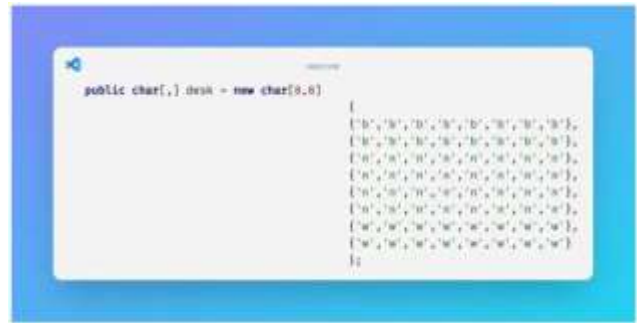 public char[,] desk = new char[8,8]
{
{'b','b','b','b','b','b','b','b'},
{'b','b','b','b','b','b','b','b'},
{'n','n','n','n','n','n','n','n'},
{'n','n','n','n','n','n','n','n'},
{'n','n','n','n','n','n','n','n'},
{'n','n','n','n','n','n','n','n'},
{'w','w','w','w','w','w','w','w'},
{'w','w','w','w','w','w','w','w'}
};